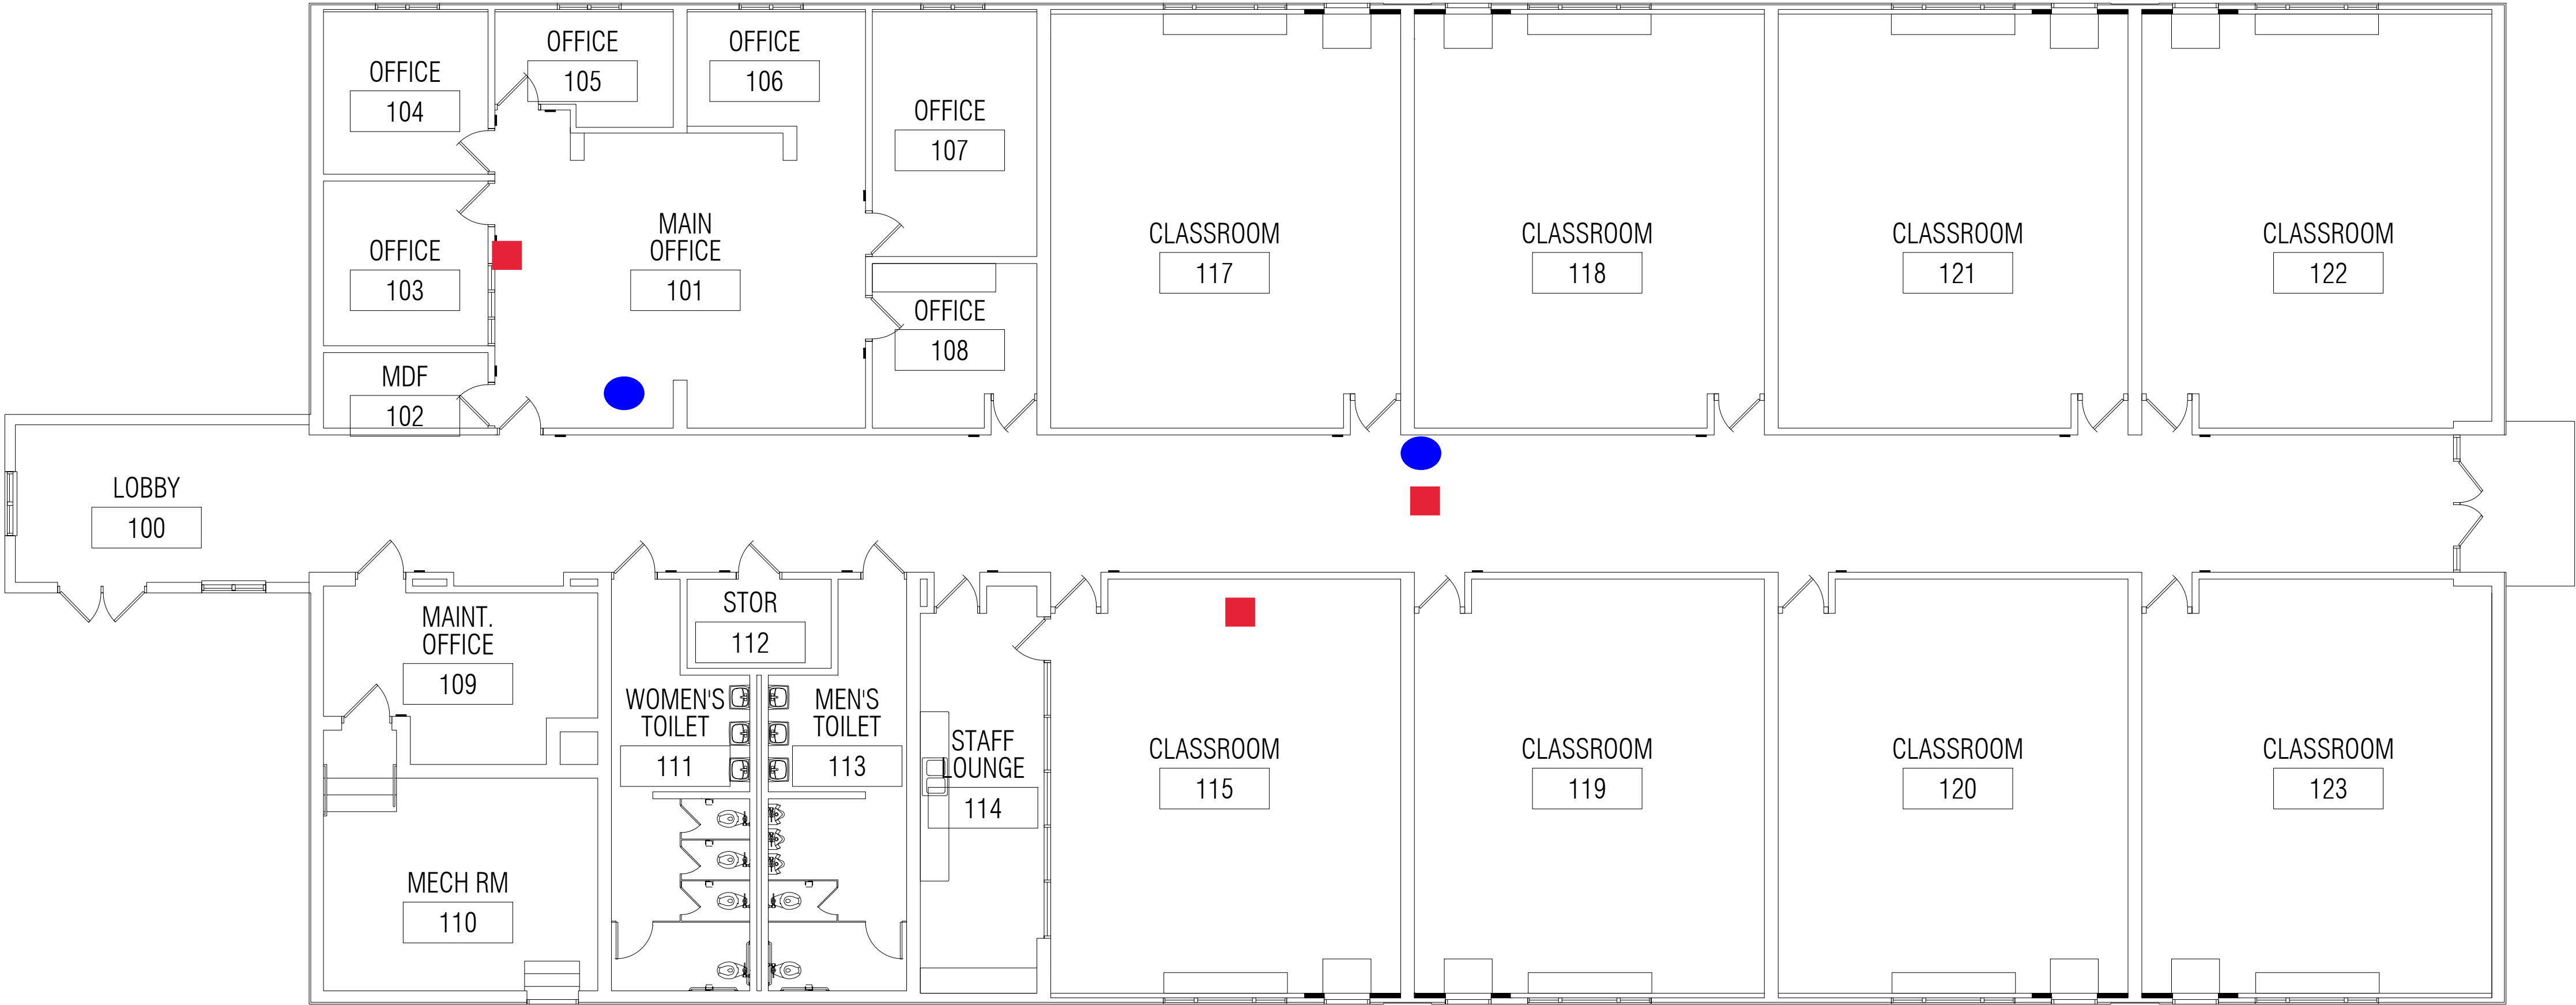 OFFICE
104
OFFICE
105
OFFICE
106
OFFICE
107
OFFICE
103
MAIN
OFFICE
101
OFFICE
108
MDF
102
CLASSROOM
117
CLASSROOM
118
CLASSROOM
121
CLASSROOM
122
LOBBY
100
MAINT.
OFFICE
109
STOR
112
WOMEN'S
TOILET
111
MEN'S
TOILET
113
STAFF
LOUNGE
114
CLASSROOM
115
CLASSROOM
119
CLASSROOM
120
CLASSROOM
123
MECH RM
110